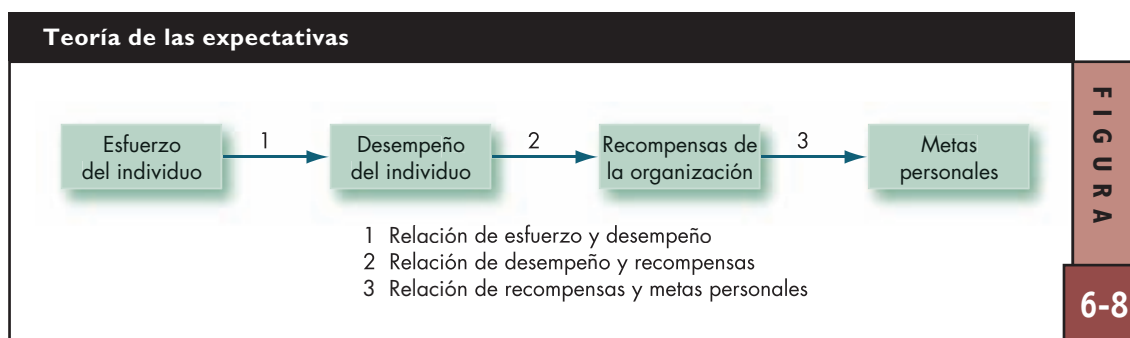 Teoría de las expectativas
Esfuerzo
del individuo
1
Desempeño
del individuo
2
Recompensas de
la organización
3
Metas
personales
1 Relación de esfuerzo y desempeño
2 Relación de desempeño y recompensas
3 Relación de recompensas y metas personales
FIGURA
6-8